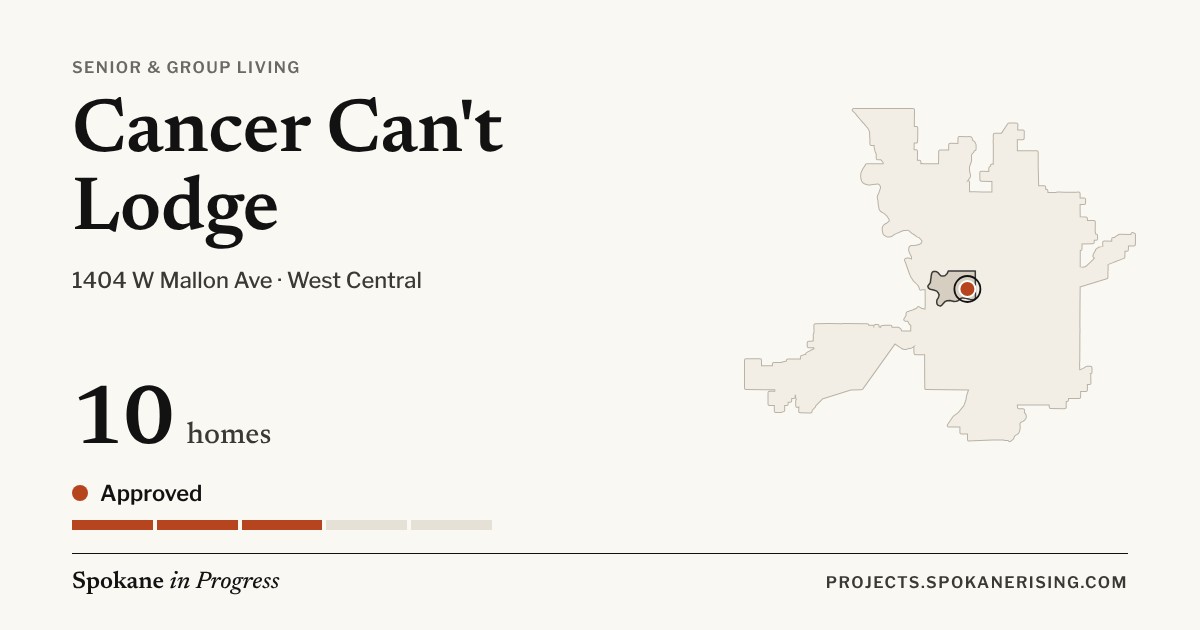 SENIOR & GROUP LIVING
Cancer Can't
Lodge
1404 W Mallon Ave · West Central
10 homes
Approved
Spokane in Progress
PROJECTS.SPOKANERISING.COM